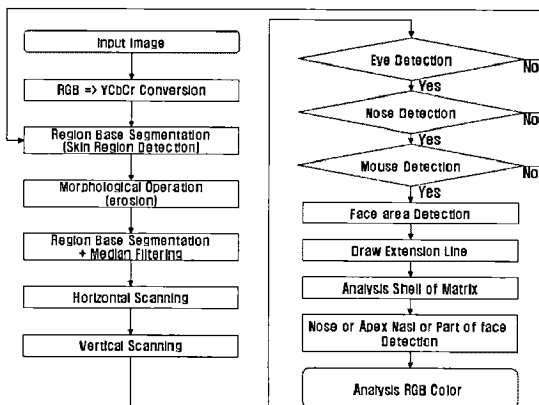 Input Image
RGB => YCbCr Conversion
Region Base Segmentation
(Skin Region Detection)
Morphological Operation
(erosion)
Region Base Segmentation
+ Median Filtering
Horizontal Scanning
Vertical Scanning
Eye Detection
No
Yes
Nose Detection
No
Yes
Mouse Detection
No
Yes
Face area Detection
Draw Extension Line
Analysis Shell of Matrix
Nose or Apex Nasl or Part of face
Detection
Analysis RGB Color